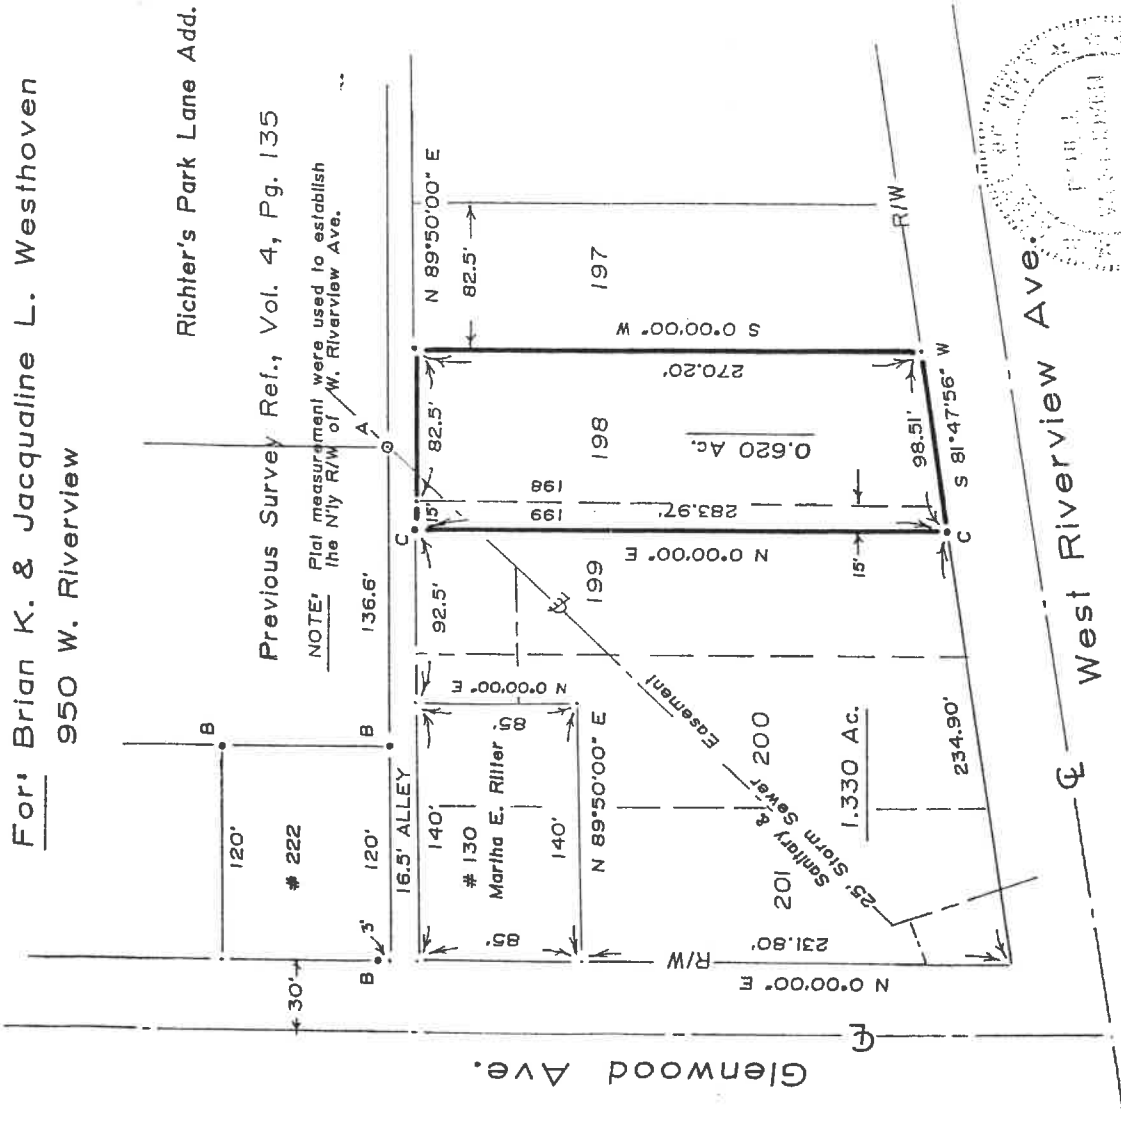 For: Brian K. & Jacqualine L. Westhoven
950 W. Riverview
Richter's Park Lane Add.
Previous Survey Ref., Vol. 4, Pg. 135
NOTE: Plat measurement were used to establish
the N'ly R/W of W. Riverview Ave.
A
B
B
B
120'
# 222
120'
3'
30'
136.6'
16.5' ALLEY
C
15'
82.5'
N 89°50'00" E
82.5'
92.5'
140'
# 130
Martha E. Ritter
140'
85'
85'
N 0°00'00" E
N 89°50'00" E
199
198
197
198
199
200
201
283.97'
N 0°00'00" E
270.20'
S 0°00'00" W
0.620 Ac.
15'
98.51'
S 81°47'56" W
C
R/W
Sanitary &
25' Storm Sewer
Easement
1.330 Ac.
234.90'
231.80'
R/W
N 0°00'00" E
Glenwood Ave.
West Riverview Ave.